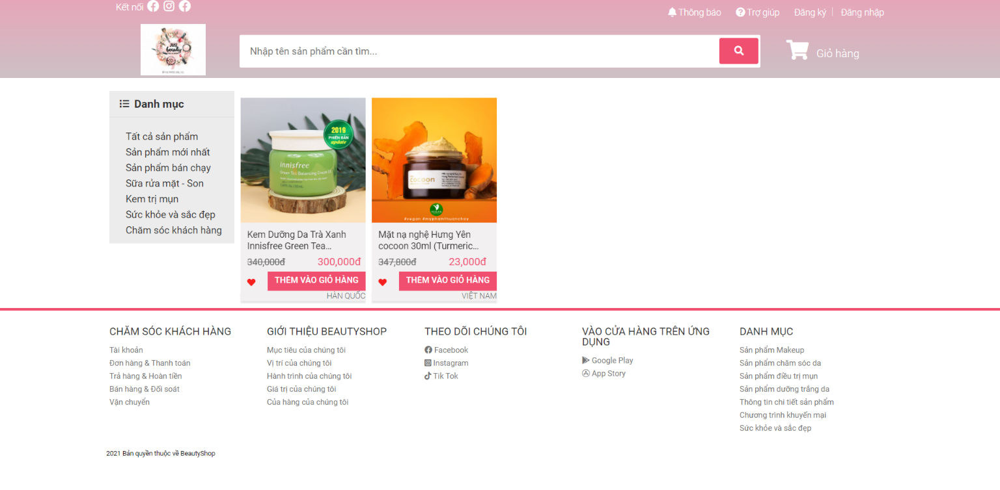 Kết nối
Thông báo
Trợ giúp
Đăng ký
Đăng nhập
JUST
beauty
Nhập tên sản phẩm cần tìm...
Giỏ hàng
Danh mục
Tất cả sản phẩm
Sản phẩm mới nhất
Sản phẩm bán chạy
Sữa rửa mặt - Son
Kem trị mụn
Sức khỏe và sắc đẹp
Chăm sóc khách hàng
2019
PHIÊN BẢN
update
innisfree
Green Tea Balancing Cream
Kem Dưỡng Da Trà Xanh
Innisfree Green Tea...
340,000đ 300,000đ
THÊM VÀO GIỎ HÀNG
HÀN QUỐC
cocoon
VEGAN
#vegan #myphamthuanchay
Mặt nạ nghệ Hưng Yên
cocoon 30ml (Turmeric...
347,800đ 23,000đ
THÊM VÀO GIỎ HÀNG
VIỆT NAM
CHĂM SÓC KHÁCH HÀNG
Tài khoản
Đơn hàng & Thanh toán
Trả hàng & Hoàn tiền
Bán hàng & Đối soát
Vận chuyển
GIỚI THIỆU BEAUTYSHOP
Mục tiêu của chúng tôi
Vị trí của chúng tôi
Hành trình của chúng tôi
Giá trị của chúng tôi
Của hàng của chúng tôi
THEO DÕI CHÚNG TÔI
Facebook
Instagram
Tik Tok
VÀO CỬA HÀNG TRÊN ỨNG
DỤNG
Google Play
App Story
DANH MỤC
Sản phẩm Makeup
Sản phẩm chăm sóc da
Sản phẩm điều trị mụn
Sản phẩm dưỡng trắng da
Thông tin chi tiết sản phẩm
Chương trình khuyến mại
Sức khỏe và sắc đẹp
2021 Bản quyền thuộc về BeautyShop